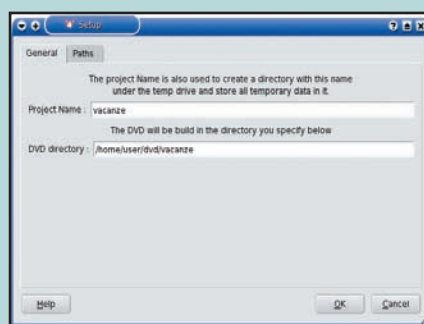 Setup
General
Paths
The project Name is also used to create a directory with this name
under the temp drive and store all temporary data in it.
Project Name :
vacanze
The DVD will be build in the directory you specify below
DVD directory :
/home/user/dvd/vacanze
Help
OK
Cancel